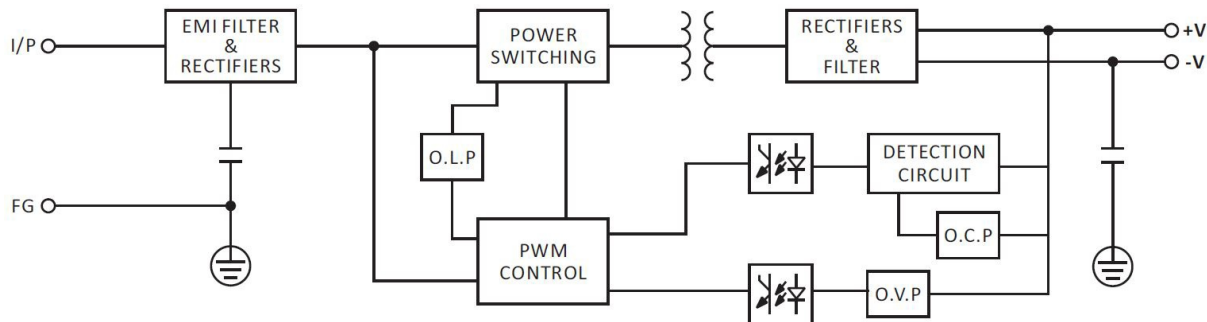 I/P
EMI FILTER
&
RECTIFIERS
POWER
SWITCHING
RECTIFIERS
&
FILTER
+V
-V
O.L.P
DETECTION
CIRCUIT
FG
O.C.P
PWM
CONTROL
O.V.P